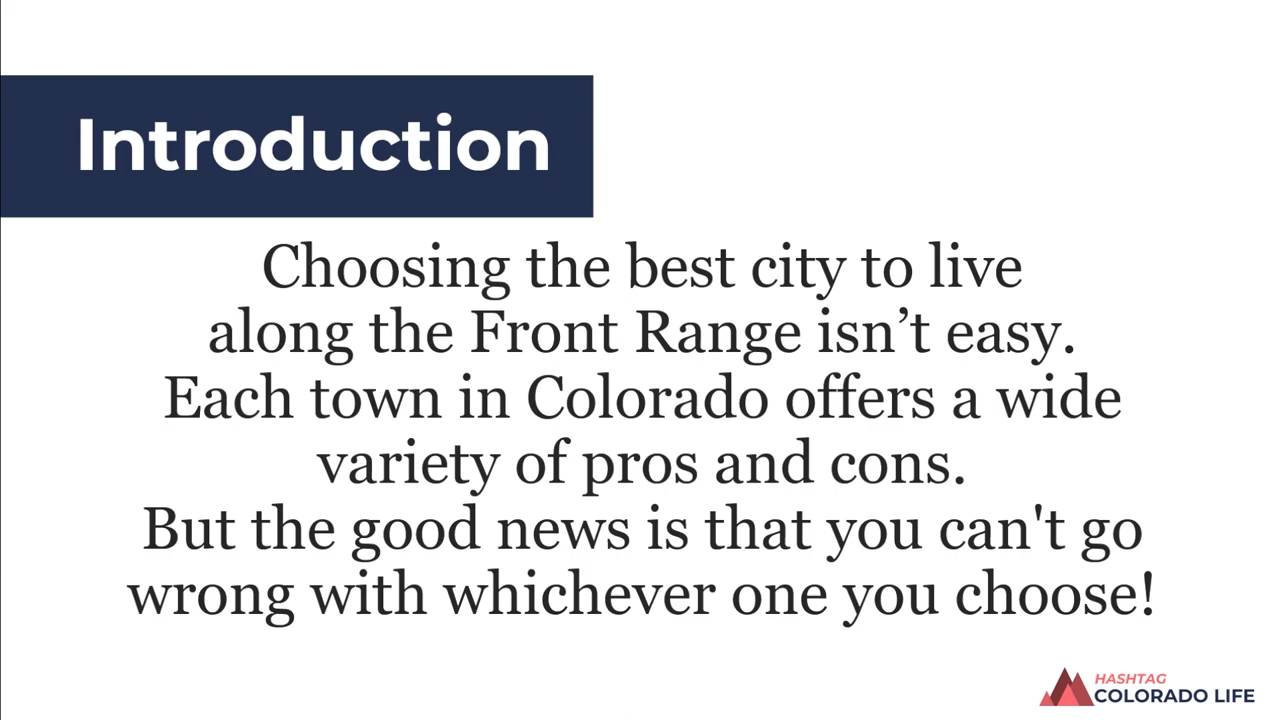 Introduction
Choosing the best city to live
along the Front Range isn’t easy.
Each town in Colorado offers a wide
variety of pros and cons.
But the good news is that you can't go
wrong with whichever one you choose!
HASHTAG
COLORADO LIFE